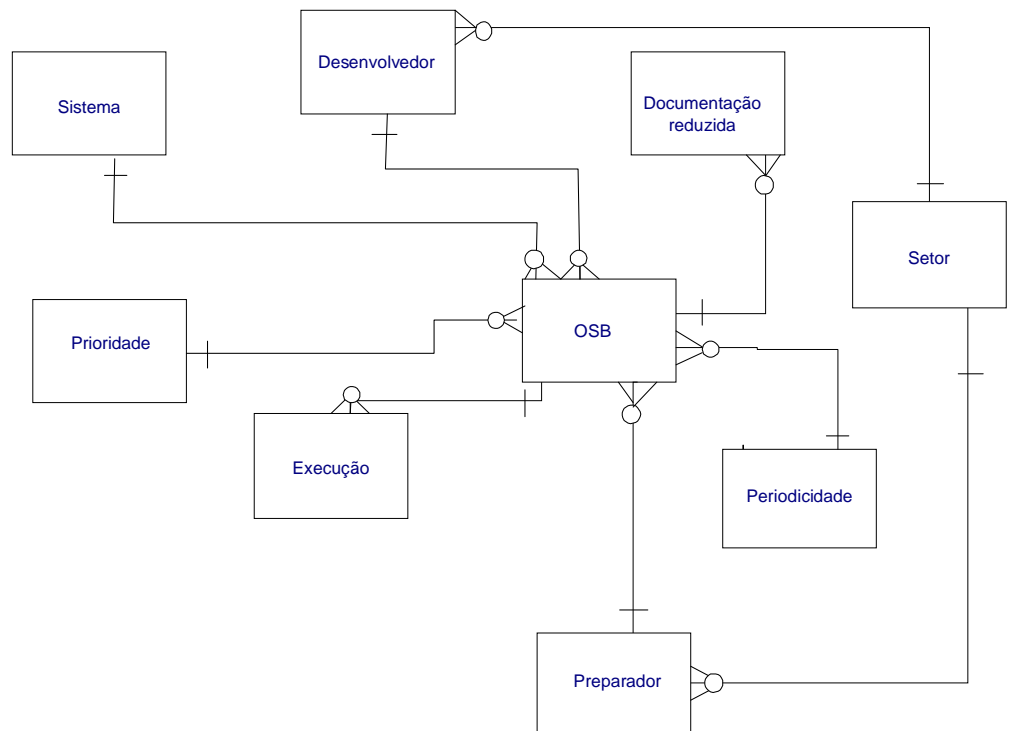 Desenvolvedor
Sistema
Documentação
reduzida
Setor
Prioridade
OSB
Execução
Periodicidade
Preparador